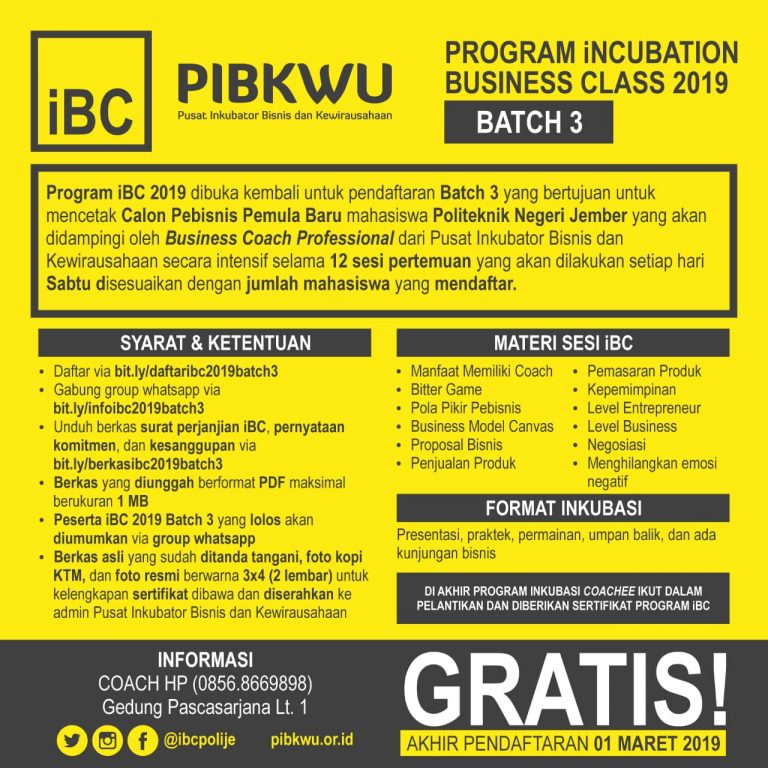 iBC
PIBKWU
Pusat Inkubator Bisnis dan Kewirausahaan
PROGRAM iNCUBATION
BUSINESS CLASS 2019
BATCH 3
Program iBC 2019 dibuka kembali untuk pendaftaran Batch 3 yang bertujuan untuk
mencetak Calon Pebisnis Pemula Baru mahasiswa Politeknik Negeri Jember yang akan
didampingi oleh Business Coach Professional dari Pusat Inkubator Bisnis dan
Kewirausahaan secara intensif selama 12 sesi pertemuan yang akan dilakukan setiap hari
Sabtu disesuaikan dengan jumlah mahasiswa yang mendaftar.
SYARAT & KETENTUAN
• Daftar via bit.ly/daftaribc2019batch3
• Gabung group whatsapp via
bit.ly/infoibc2019batch3
• Unduh berkas surat perjanjian iBC, pernyataan
komitmen, dan kesanggupan via
bit.ly/berkasibc2019batch3
• Berkas yang diunggah berformat PDF maksimal
berukuran 1 MB
• Peserta iBC 2019 Batch 3 yang lolos akan
diumumkan via group whatsapp
• Berkas asli yang sudah ditanda tangani, foto kopi
KTM, dan foto resmi berwarna 3x4 (2 lembar) untuk
kelengkapan sertifikat dibawa dan diserahkan ke
admin Pusat Inkubator Bisnis dan Kewirausahaan
MATERI SESI iBC
• Manfaat Memiliki Coach
• Bitter Game
• Pola Pikir Pebisnis
• Business Model Canvas
• Proposal Bisnis
• Penjualan Produk
• Pemasaran Produk
• Kepemimpinan
• Level Entrepreneur
• Level Business
• Negosiasi
• Menghilangkan emosi
negatif
FORMAT INKUBASI
Presentasi, praktek, permainan, umpan balik, dan ada
kunjungan bisnis
DI AKHIR PROGRAM INKUBASI COACHEE IKUT DALAM
PELANTIKAN DAN DIBERIKAN SERTIFIKAT PROGRAM iBC
INFORMASI
COACH HP (0856.8669898)
Gedung Pascasarjana Lt. 1
@ibcpolije pibkwu.or.id
GRATIS!
AKHIR PENDAFTARAN 01 MARET 2019